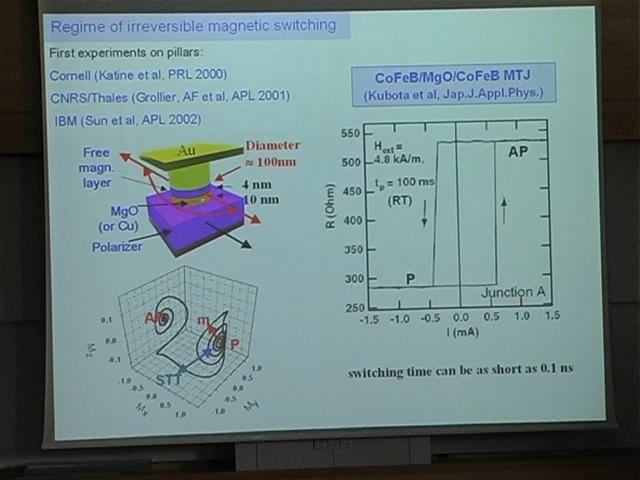 Regime of irreversible magnetic switching
First experiments on pillars:
Cornell (Katine et al, PRL 2000)
CNRS/Thales (Grollier, AF et al, APL 2001)
IBM (Sun et al, APL 2002)
CoFeB/MgO/CoFeB MTJ
(Kubota et al, Jap.J.Appl.Phys.)
Free
magn.
layer
Au
Diameter
≈ 100nm
4 nm
10 nm
MgO
(or Cu)
Polarizer
R (Ohm)
550
500
450
400
350
300
250
Hext =
4.8 kA/m,
tp = 100 ms
(RT)
AP
P
Junction A
-1.5 -1.0 -0.5 0.0 0.5 1.0 1.5
I (mA)
Mz
0.1
0.0
-0.1
AP
m
P
STT
-1.0
-0.5
0.0
0.5
1.0
Mx
-1.0
-0.5
0.0
0.5
1.0
My
switching time can be as short as 0.1 ns